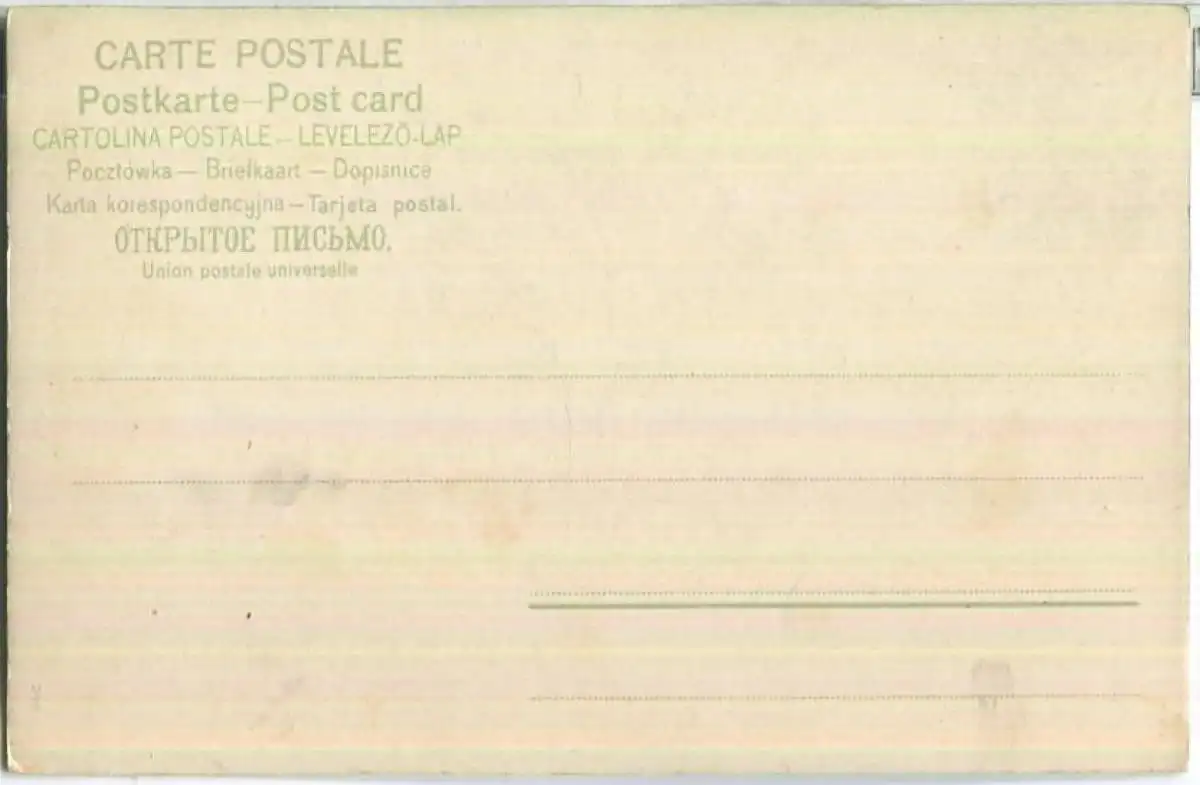 CARTE POSTALE
Postkarte — Post card
CARTOLINA POSTALE — LEVELEZŐ-LAP
Pocztówka — Briefkaart — Dopisnice
Karta korespondencyjna — Tarjeta postal.
ОТКРЫТОЕ ПИСЬМО.
Union postale universelle